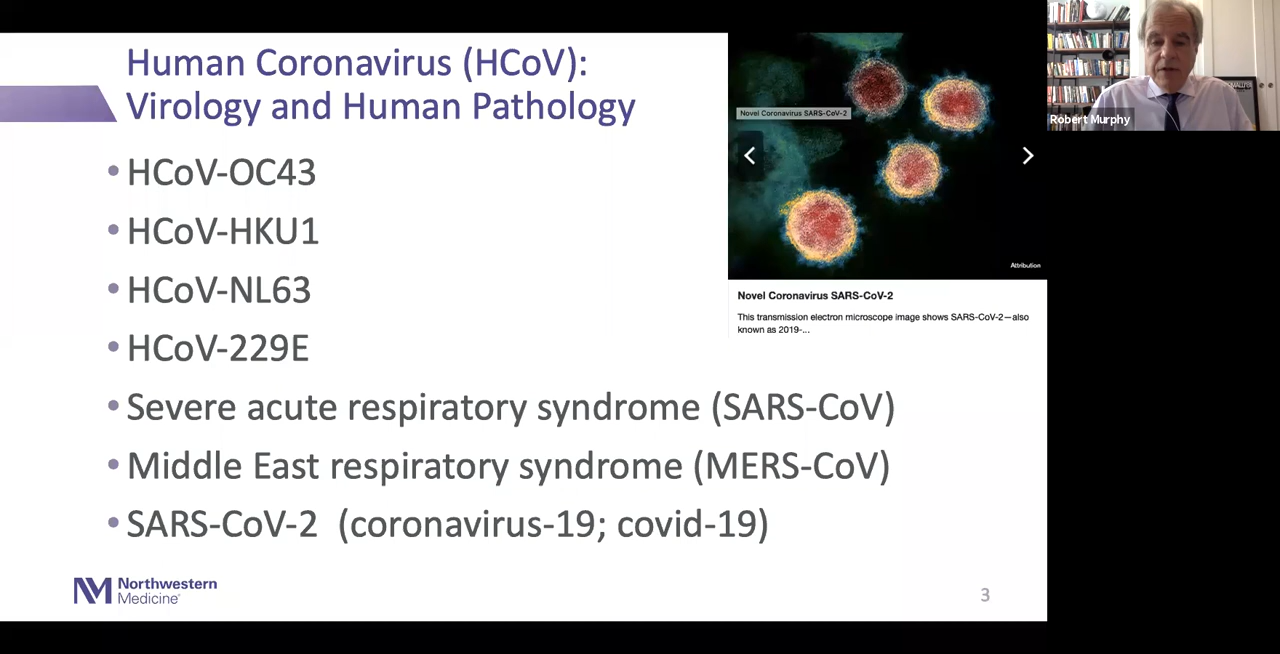 Human Coronavirus (HCoV):
Virology and Human Pathology
• HCoV-OC43
• HCoV-HKU1
• HCoV-NL63
• HCoV-229E
• Severe acute respiratory syndrome (SARS-CoV)
• Middle East respiratory syndrome (MERS-CoV)
• SARS-CoV-2 (coronavirus-19; covid-19)
Novel Coronavirus SARS-CoV-2
Attribution
Novel Coronavirus SARS-CoV-2
This transmission electron microscope image shows SARS-CoV-2—also
known as 2019-...
Northwestern
Medicine
3
Robert Murphy